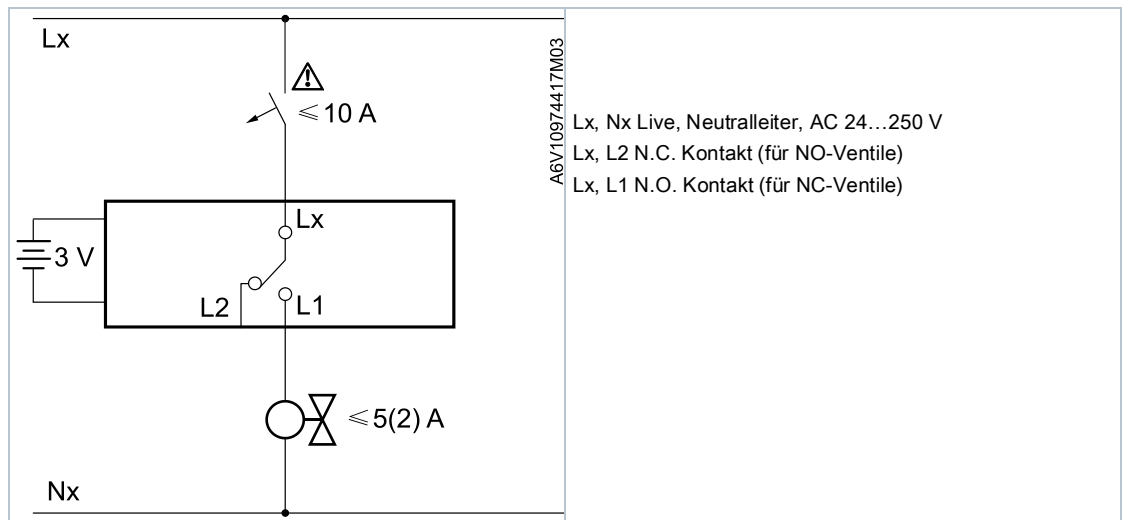 Lx
≤ 10 A
Lx
3 V
L2
L1
≤ 5(2) A
Nx
A6V10974417M03
Lx, Nx Live, Neutralleiter, AC 24…250 V
Lx, L2 N.C. Kontakt (für NO-Ventile)
Lx, L1 N.O. Kontakt (für NC-Ventile)